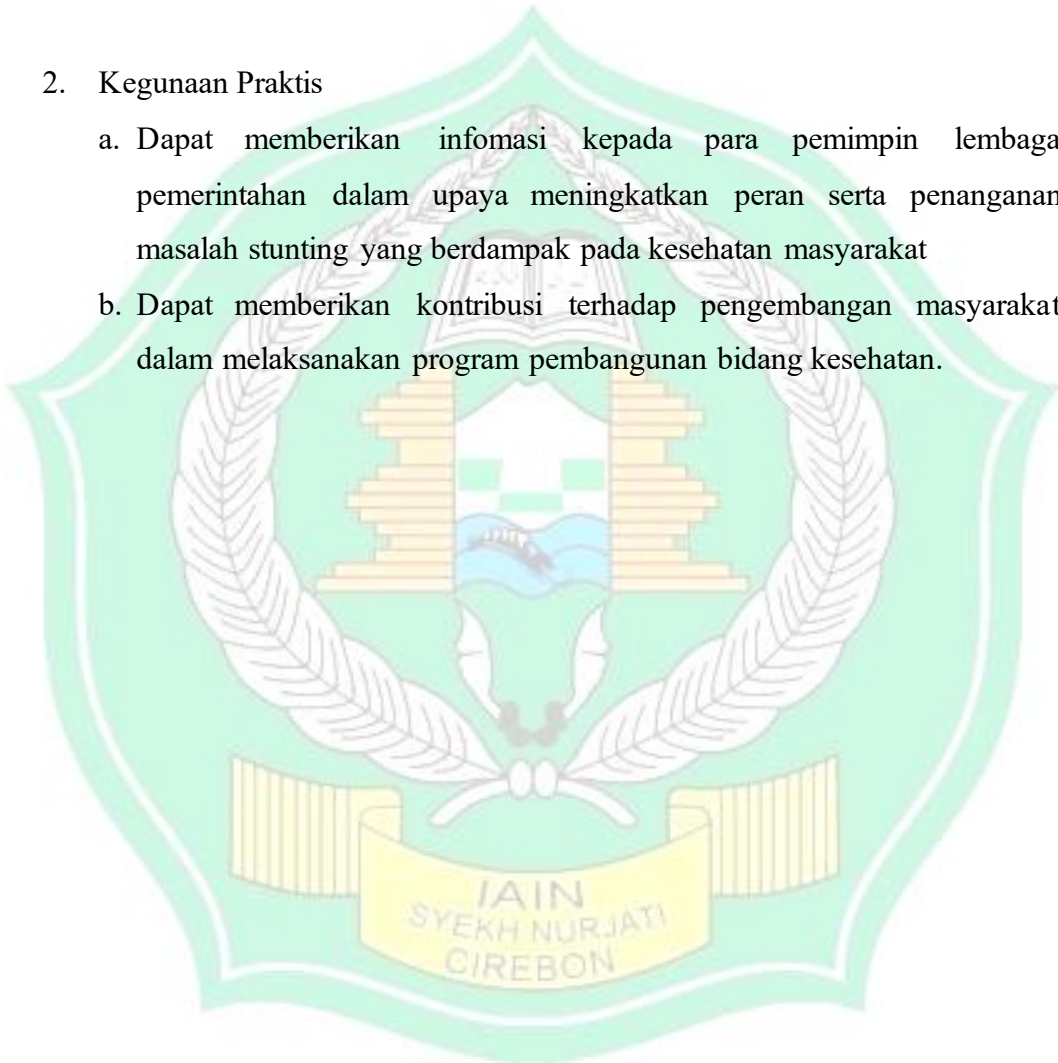 2. Kegunaan Praktis
a. Dapat memberikan infomasi kepada para pemimpin lembaga
pemerintahan dalam upaya meningkatkan peran serta penanganan
masalah stunting yang berdampak pada kesehatan masyarakat
b. Dapat memberikan kontribusi terhadap pengembangan masyarakat
dalam melaksanakan program pembangunan bidang kesehatan.
IAIN
SYEKH NURJATI
CIREBON